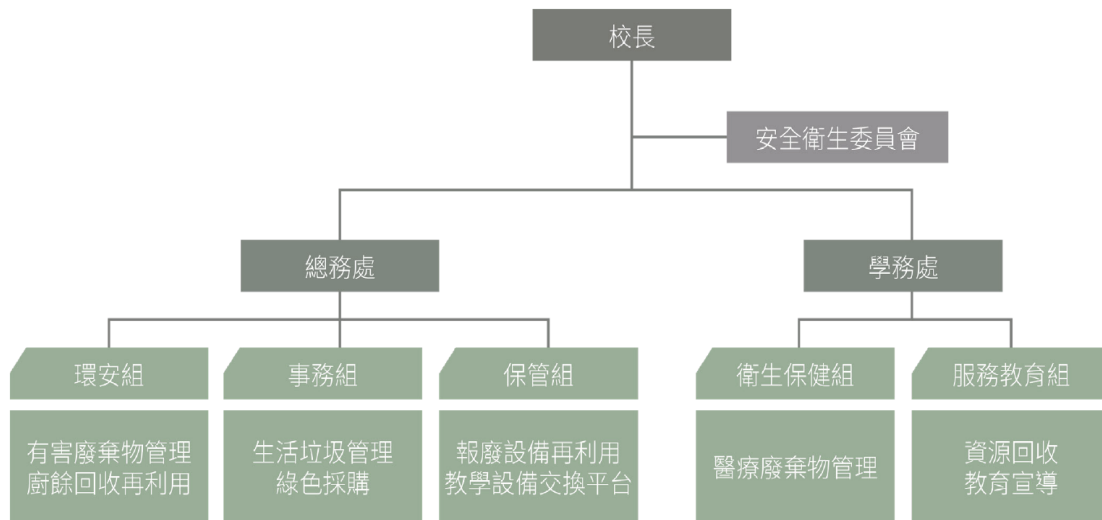 校長
安全衛生委員會
總務處
學務處
環安組
事務組
保管組
衛生保健組
服務教育組
有害廢棄物管理
廚餘回收再利用
生活垃圾管理
綠色採購
報廢設備再利用
教學設備交換平台
醫療廢棄物管理
資源回收
教育宣導